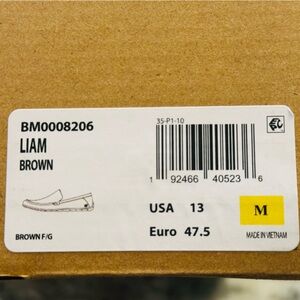 BM0008206
LIAM
BROWN
35-P1-10
1 92466 40523 6
USA 13
Euro 47.5
M
BROWN F/G
MADE IN VIETNAM